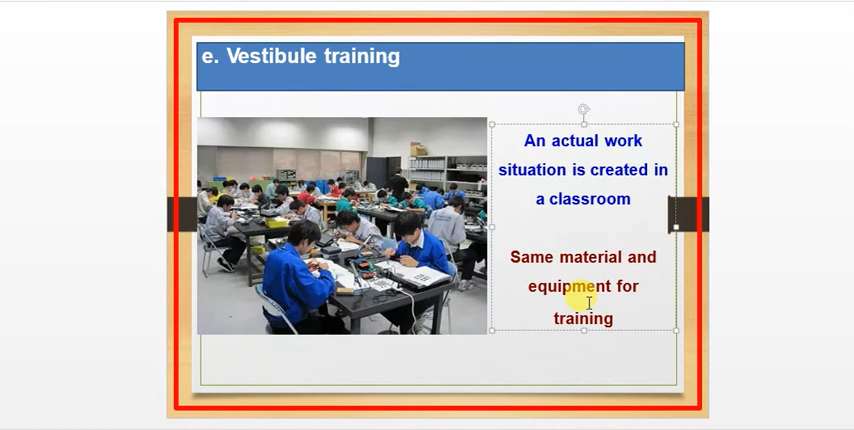 e. Vestibule training
An actual work
situation is created in
a classroom
Same material and
equipment for
training